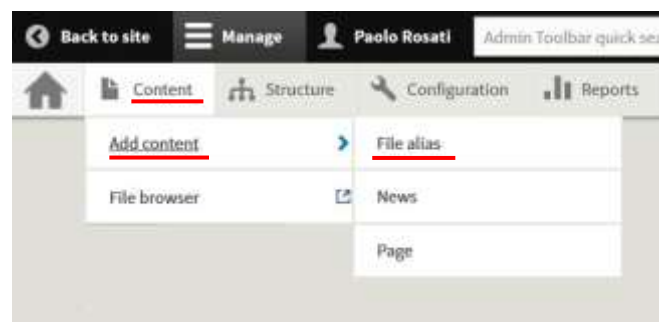 Back to site Manage Paolo Rosati Admin Toolbar quick sea
Content Structure Configuration Reports
Add content File alias
File browser News
Page